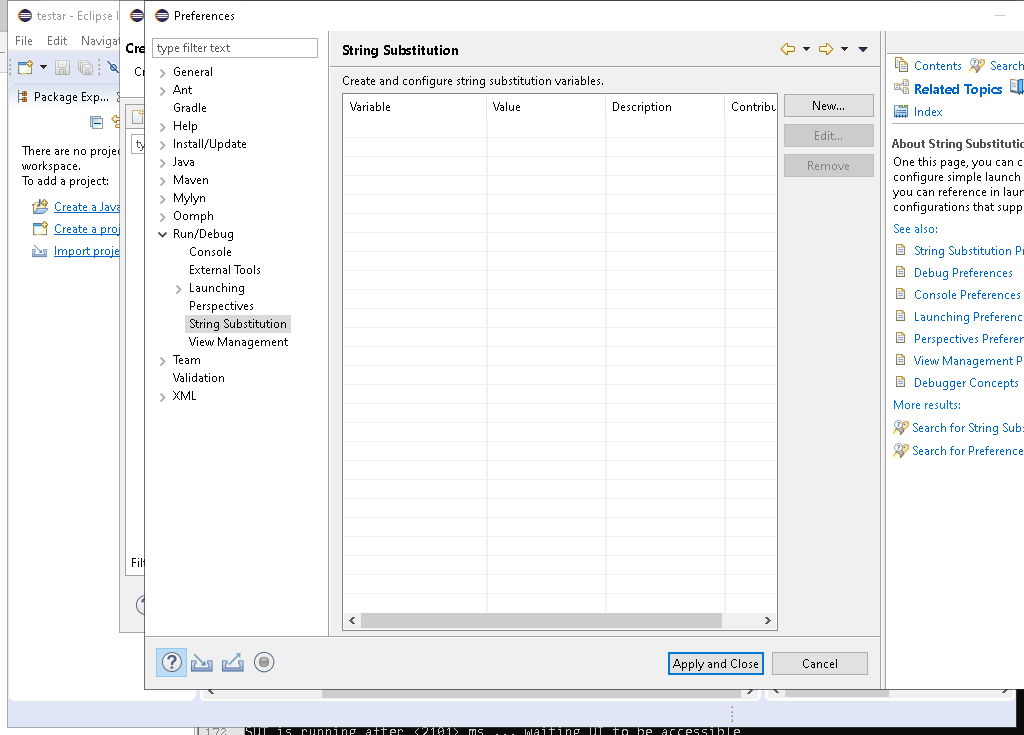 testar - Eclipse I
File Edit Navigat
Package Exp...
There are no proje
workspace.
To add a project:
Create a Java
Create a proj
Import proje
Cre
Cr
ty
Filt
Preferences
type filter text
General
Ant
Gradle
Help
Install/Update
Java
Maven
Mylyn
Oomph
Run/Debug
Console
External Tools
Launching
Perspectives
String Substitution
View Management
Team
Validation
XML
String Substitution
Create and configure string substitution variables.
Variable Value Description Contribu
New...
Edit...
Remove
Apply and Close Cancel
Contents Search
Related Topics
Index
About String Substitutio
One this page, you can c
configure simple launch
you can reference in laun
configurations that supp
See also:
String Substitution Pr
Debug Preferences
Console Preferences
Launching Preferenc
Perspectives Preferer
View Management P
Debugger Concepts
More results:
Search for String Subs
Search for Preference
172 SUT is running after <2101> ms ... waiting UI to be accessible